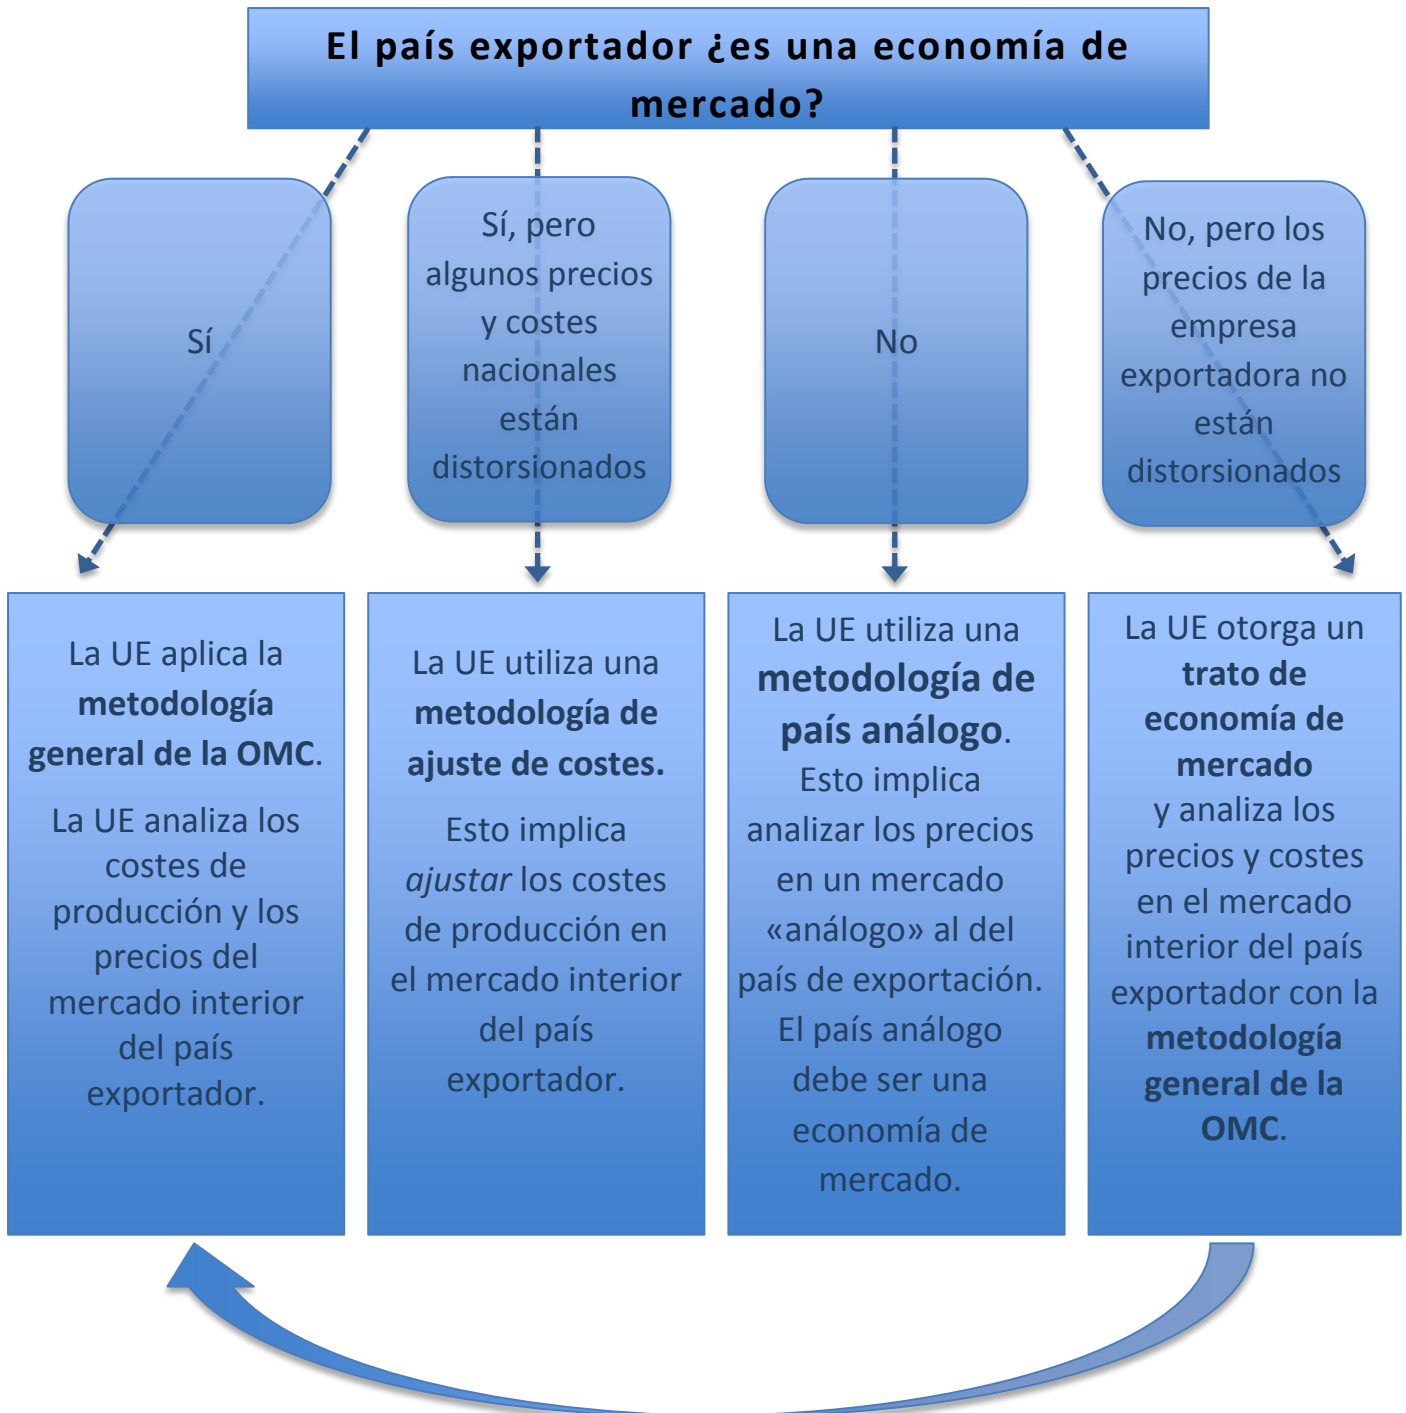 El país exportador ¿es una economía de
mercado?
Sí
Sí, pero
algunos precios
y costes
nacionales
están
distorsionados
No
No, pero los
precios de la
empresa
exportadora no
están
distorsionados
La UE aplica la
metodología
general de la OMC.
La UE analiza los
costes de
producción y los
precios del
mercado interior
del país
exportador.
La UE utiliza una
metodología de
ajuste de costes.
Esto implica
ajustar los costes
de producción en
el mercado interior
del país
exportador.
La UE utiliza una
metodología de
país análogo.
Esto implica
analizar los precios
en un mercado
«análogo» al del
país de exportación.
El país análogo
debe ser una
economía de
mercado.
La UE otorga un
trato de
economía de
mercado
y analiza los
precios y costes
en el mercado
interior del país
exportador con la
metodología
general de la
OMC.